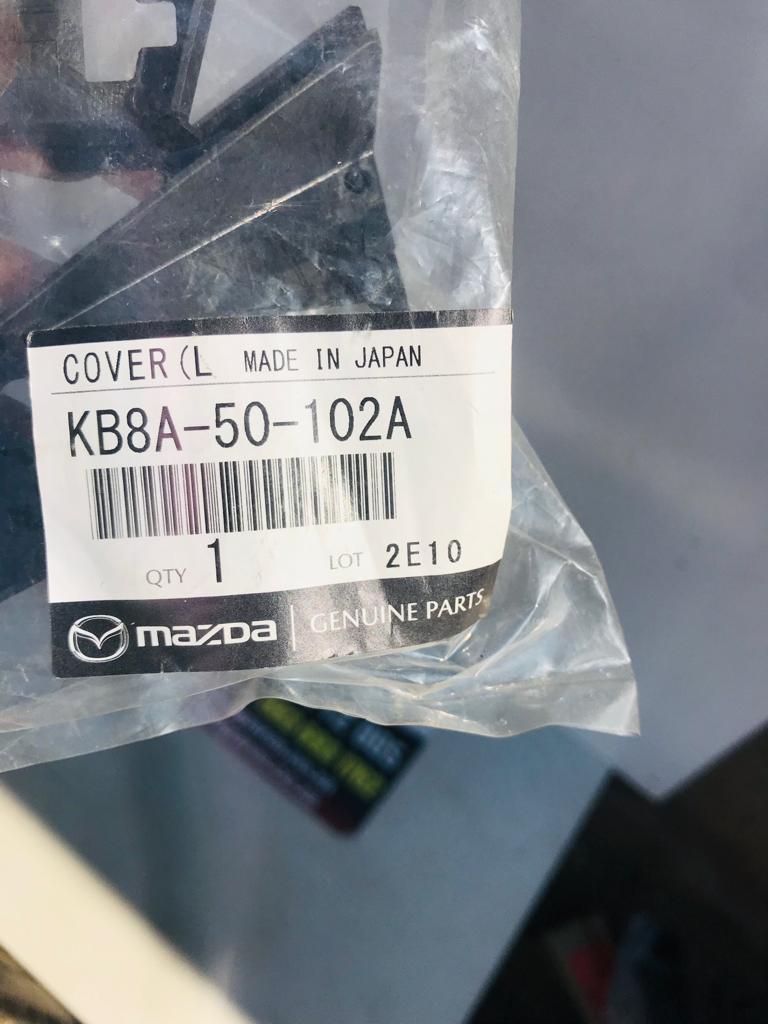 COVER (L MADE IN JAPAN
KB8A-50-102A
QTY 1 LOT 2E10
mazda GENUINE PARTS